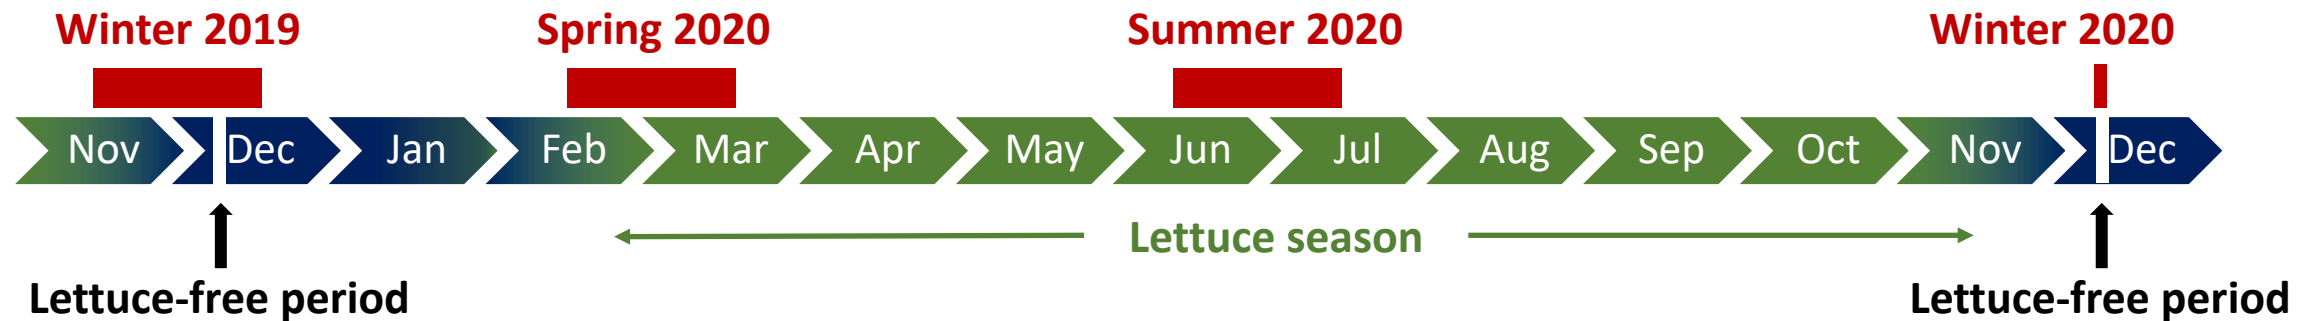 Winter 2019 Spring 2020 Summer 2020 Winter 2020
Nov Dec Jan Feb Mar Apr May Jun Jul Aug Sep Oct Nov Dec
Lettuce season
Lettuce-free period Lettuce-free period